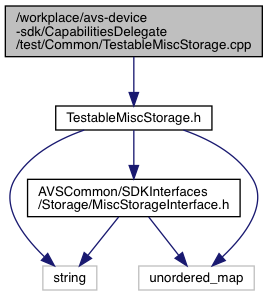 /workplace/avs-device
-sdk/CapabilitiesDelegate
/test/Common/TestableMiscStorage.cpp
TestableMiscStorage.h
AVSCommon/SDKInterfaces
/Storage/MiscStorageInterface.h
string
unordered_map